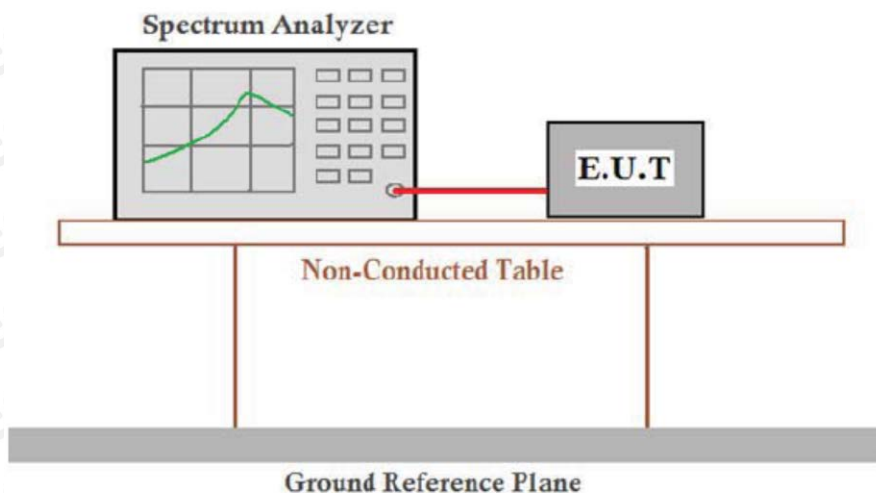 Spectrum Analyzer
E.U.T
Non-Conducted Table
Ground Reference Plane